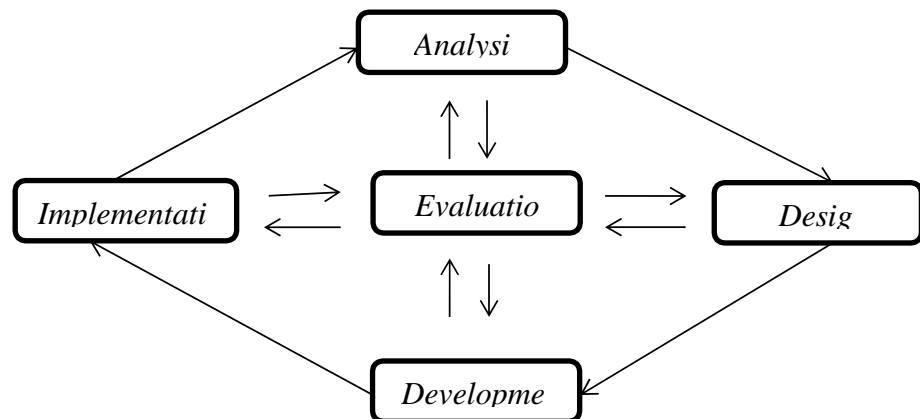 Analysi
Implementati
Evaluatio
Desig
Developme